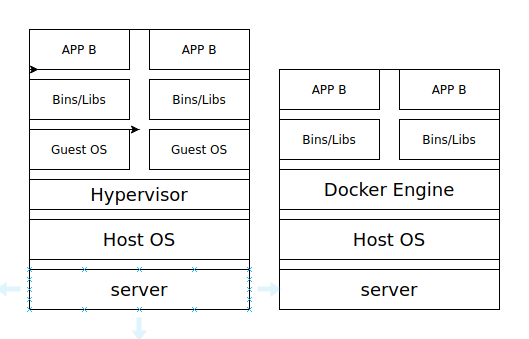 APP B
APP B
Bins/Libs
Bins/Libs
Guest OS
Guest OS
Hypervisor
Host OS
server
APP B
APP B
Bins/Libs
Bins/Libs
Docker Engine
Host OS
server